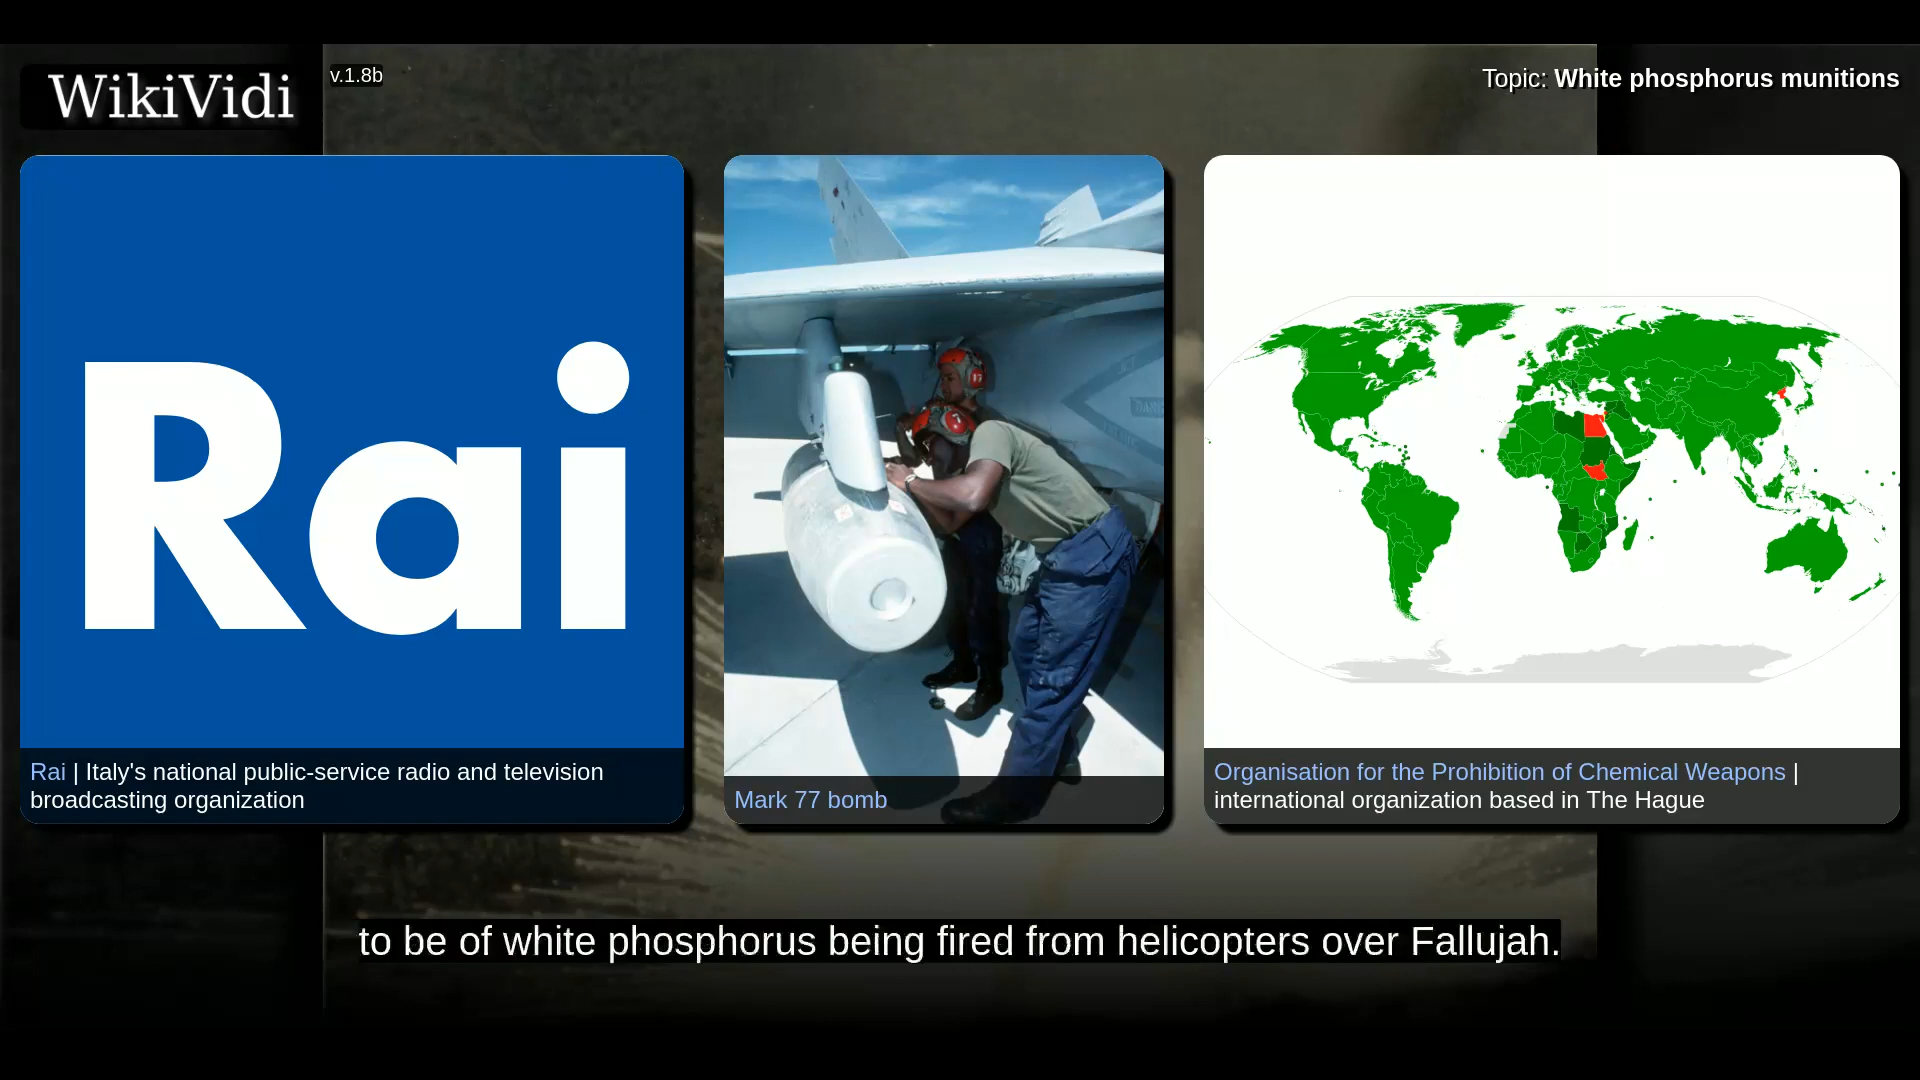 WikiVidi
v.1.8b
Topic: White phosphorus munitions
Rai
Rai | Italy's national public-service radio and television
broadcasting organization
17
7
Mark 77 bomb
Organisation for the Prohibition of Chemical Weapons |
international organization based in The Hague
to be of white phosphorus being fired from helicopters over Fallujah.